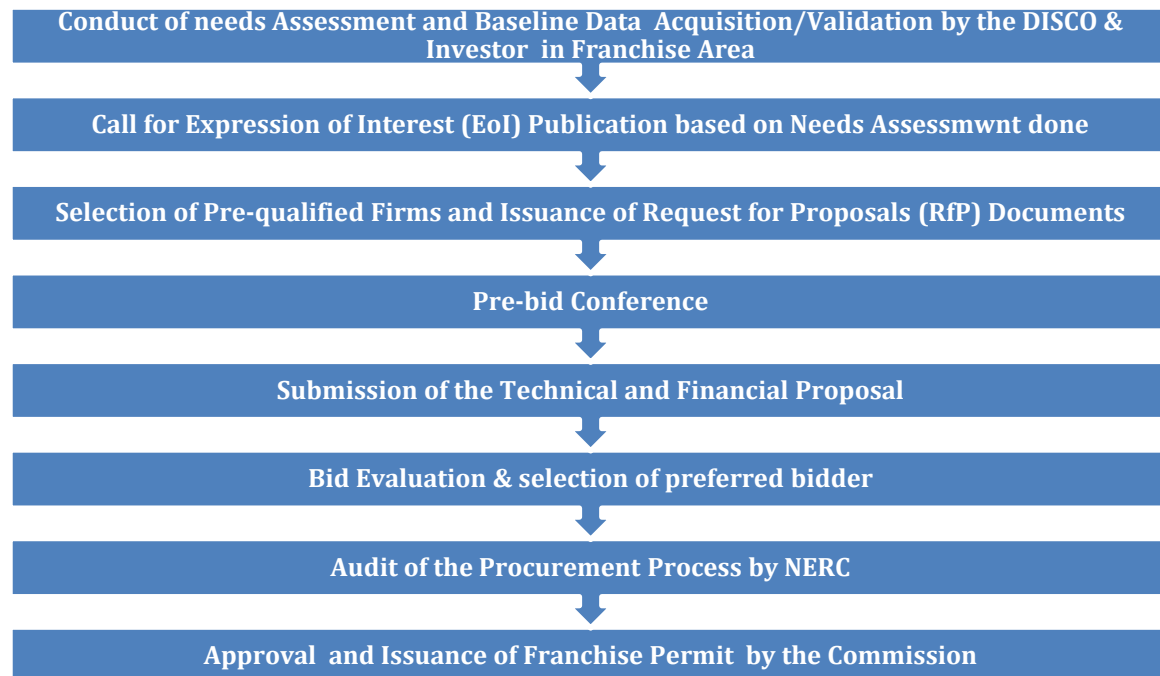 Conduct of needs Assessment and Baseline Data Acquisition/Validation by the DISCO &
Investor in Franchise Area
Call for Expression of Interest (EoI) Publication based on Needs Assessmwnt done
Selection of Pre-qualified Firms and Issuance of Request for Proposals (RfP) Documents
Pre-bid Conference
Submission of the Technical and Financial Proposal
Bid Evaluation & selection of preferred bidder
Audit of the Procurement Process by NERC
Approval and Issuance of Franchise Permit by the Commission